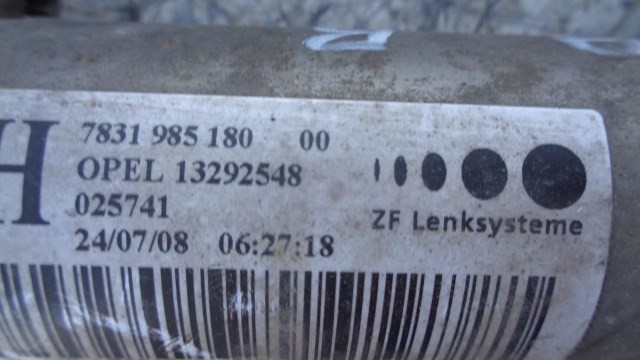 H
7831 985 180 00
OPEL 13292548
025741
24/07/08 06:27:18
ZF Lenksysteme